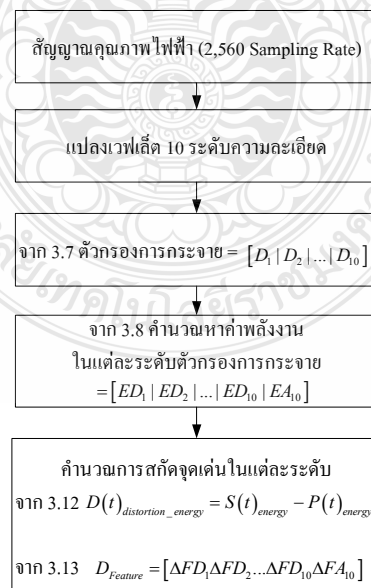 สัญญาณคุณภาพไฟฟ้า (2,560 Sampling Rate)
แปลงเวฟเล็ต 10 ระดับความละเอียด
จาก 3.7 ตัวกรองการกระจาย = [D₁ | D₂ | ... | D₁₀]
จาก 3.8 คำนวณหาค่าพลังงาน
ในแต่ละระดับตัวกรองการกระจาย
= [ED₁ | ED₂ | ... | ED₁₀ | EA₁₀]
คำนวณการสกัดจุดเด่นในแต่ละระดับ
จาก 3.12 D(t)distortion_energy = S(t)energy − P(t)energy
จาก 3.13 DFeature = [ΔFD₁ΔFD₂...ΔFD₁₀ΔFA₁₀]